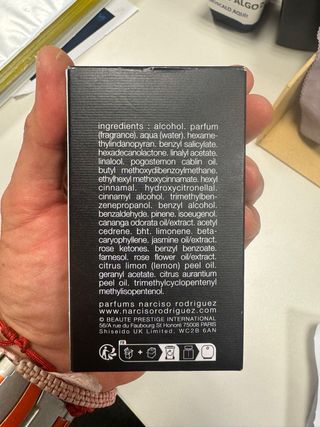 ALGO
ingredients : alcohol. parfum
(fragrance). aqua (water). hexame-
thylindanopyran. benzyl salicylate.
hexadecanolactone. linalyl acetate.
linalool. pogostemon cablin oil.
butyl methoxydibenzoylmethane.
ethylhexyl methoxycinnamate. hexyl
cinnamal. hydroxycitronellal.
cinnamyl alcohol. trimethylben-
zenepropanol. benzyl alcohol.
benzaldehyde. pinene. isoeugenol.
cananga odorata oil/extract. acetyl
cedrene. bht. limonene. beta-
caryophyllene. jasmine oil/extract.
rose ketones. benzyl benzoate.
farnesol. rose flower oil/extract.
citrus limon (lemon) peel oil.
geranyl acetate. citrus aurantium
peel oil. trimethylcyclopentenyl
methylisopentenol.
parfums narciso rodriguez
www.narcisorodriguez.com
© BEAUTE PRESTIGE INTERNATIONAL
56/A rue du Faubourg St Honoré 75008 PARIS
Shiseido UK Limited, WC2B 6AN
FR